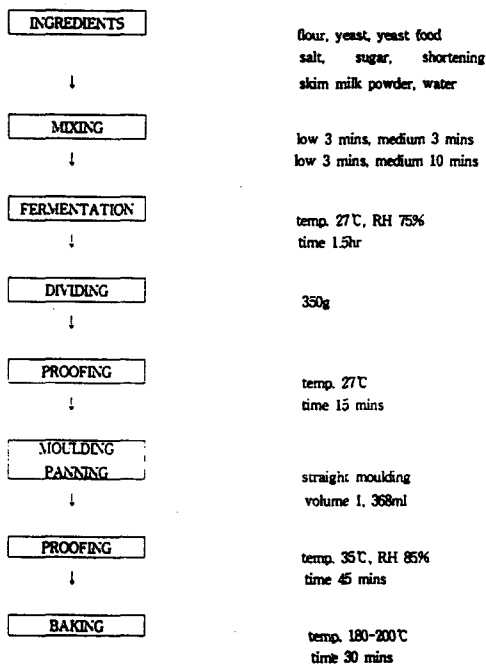 INGREDIENTS
flour, yeast, yeast food
salt, sugar, shortening
skim milk powder, water
↓
MIXING
low 3 mins, medium 3 mins
low 3 mins, medium 10 mins
↓
FERMENTATION
temp. 27℃, RH 75%
time 1.5hr
↓
DIVIDING
350g
↓
PROOFING
temp. 27℃
time 15 mins
↓
MOULDING
PANNING
straight moulding
volume 1, 368ml
↓
PROOFING
temp. 35℃, RH 85%
time 45 mins
↓
BAKING
temp. 180-200℃
time 30 mins